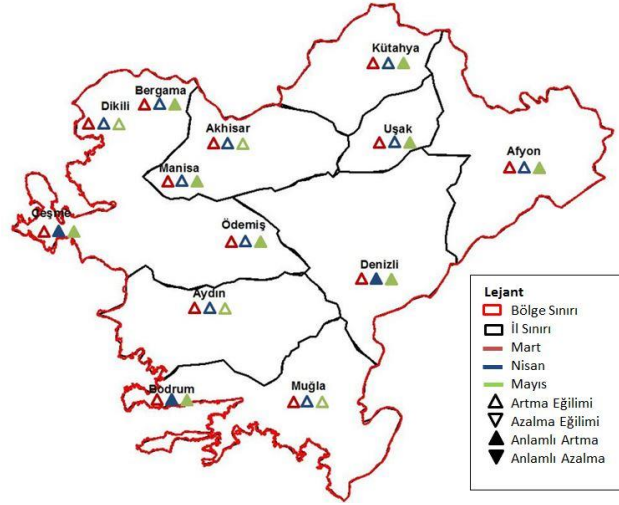 Kütahya
Bergama
Dikili
Akhisar
Uşak
Afyon
Manisa
Çeşme
Ödemiş
Denizli
Aydın
Bodrum
Muğla
Lejant
Bölge Sınırı
İl Sınırı
Mart
Nisan
Mayıs
Artma Eğilimi
Azalma Eğilimi
Anlamlı Artma
Anlamlı Azalma